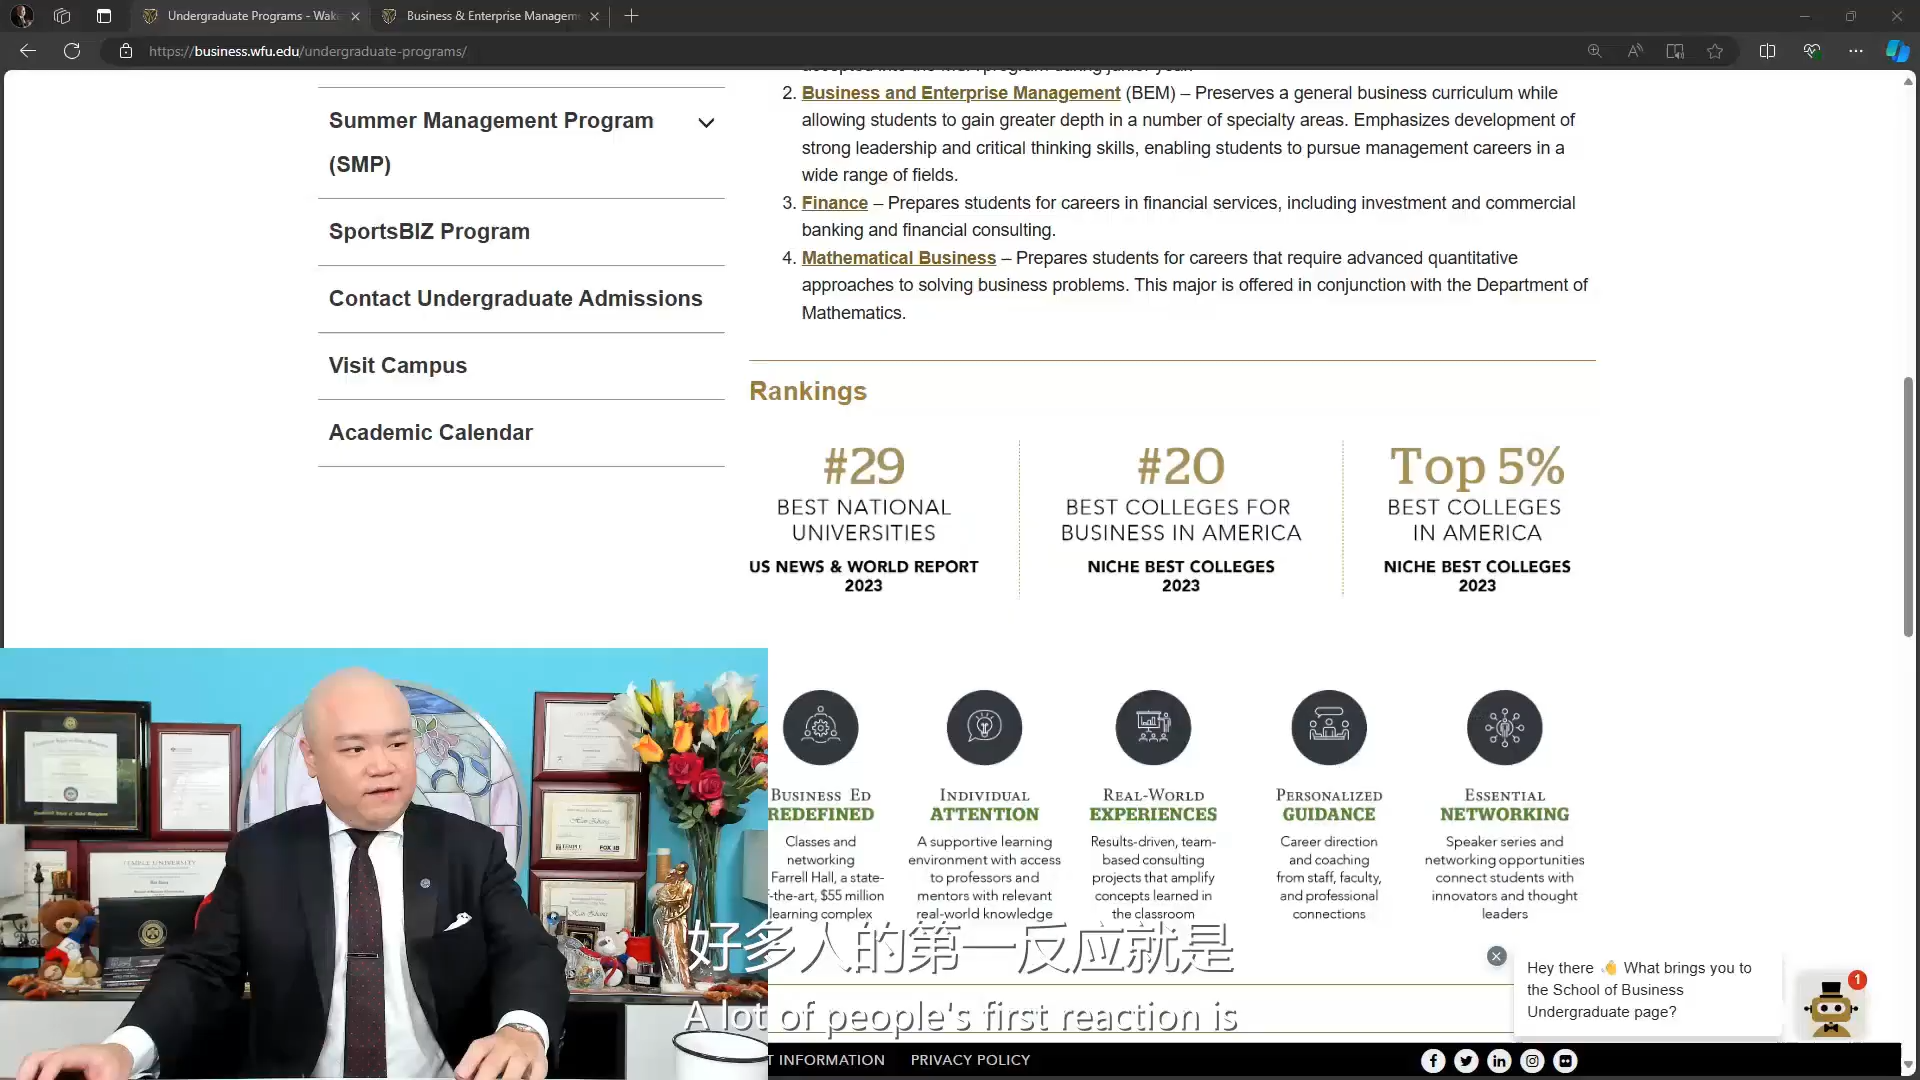 Undergraduate Programs - Wak
Business & Enterprise Managem
https://business.wfu.edu/undergraduate-programs/
Summer Management Program
(SMP)
SportsBIZ Program
Contact Undergraduate Admissions
Visit Campus
Academic Calendar
2. Business and Enterprise Management (BEM) – Preserves a general business curriculum while
allowing students to gain greater depth in a number of specialty areas. Emphasizes development of
strong leadership and critical thinking skills, enabling students to pursue management careers in a
wide range of fields.
3. Finance – Prepares students for careers in financial services, including investment and commercial
banking and financial consulting.
4. Mathematical Business – Prepares students for careers that require advanced quantitative
approaches to solving business problems. This major is offered in conjunction with the Department of
Mathematics.
Rankings
#29
BEST NATIONAL
UNIVERSITIES
US NEWS & WORLD REPORT
2023
#20
BEST COLLEGES FOR
BUSINESS IN AMERICA
NICHE BEST COLLEGES
2023
Top 5%
BEST COLLEGES
IN AMERICA
NICHE BEST COLLEGES
2023
BUSINESS ED
REDEFINED
Classes and
networking
Farrell Hall, a state-
-the-art, $55 million
learning complex
INDIVIDUAL
ATTENTION
A supportive learning
environment with access
to professors and
mentors with relevant
real-world knowledge
REAL-WORLD
EXPERIENCES
Results-driven, team-
based consulting
projects that amplify
concepts learned in
the classroom
PERSONALIZED
GUIDANCE
Career direction
and coaching
from staff, faculty,
and professional
connections
ESSENTIAL
NETWORKING
Speaker series and
networking opportunities
connect students with
innovators and thought
leaders
TEMPLE UNIVERSITY
好多人的第一反应就是
A lot of people's first reaction is
Hey there 👋 What brings you to
the School of Business
Undergraduate page?
1
T INFORMATION
PRIVACY POLICY